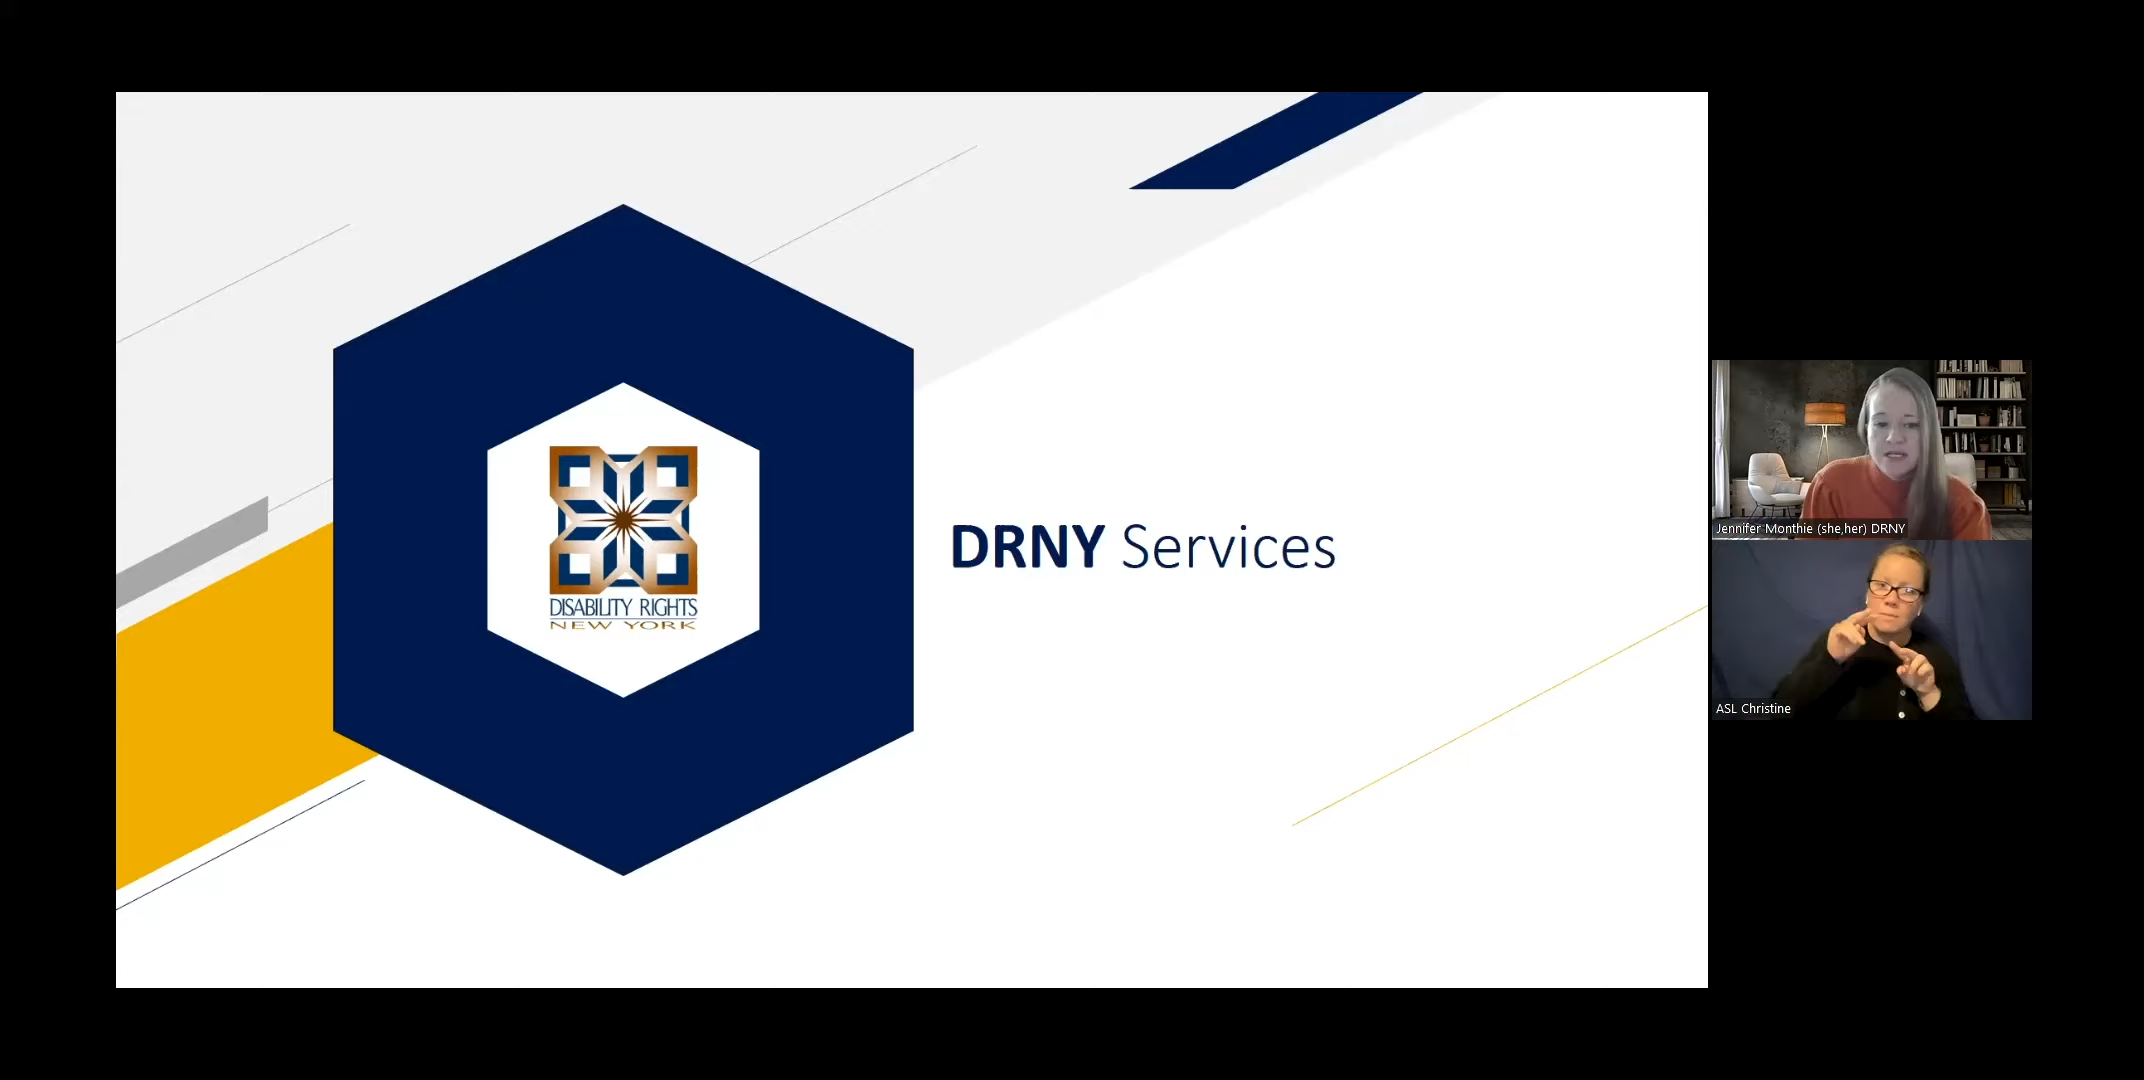 DISABILITY RIGHTS
NEW YORK
DRNY Services
Jennifer Monthie (she,her) DRNY
ASL Christine